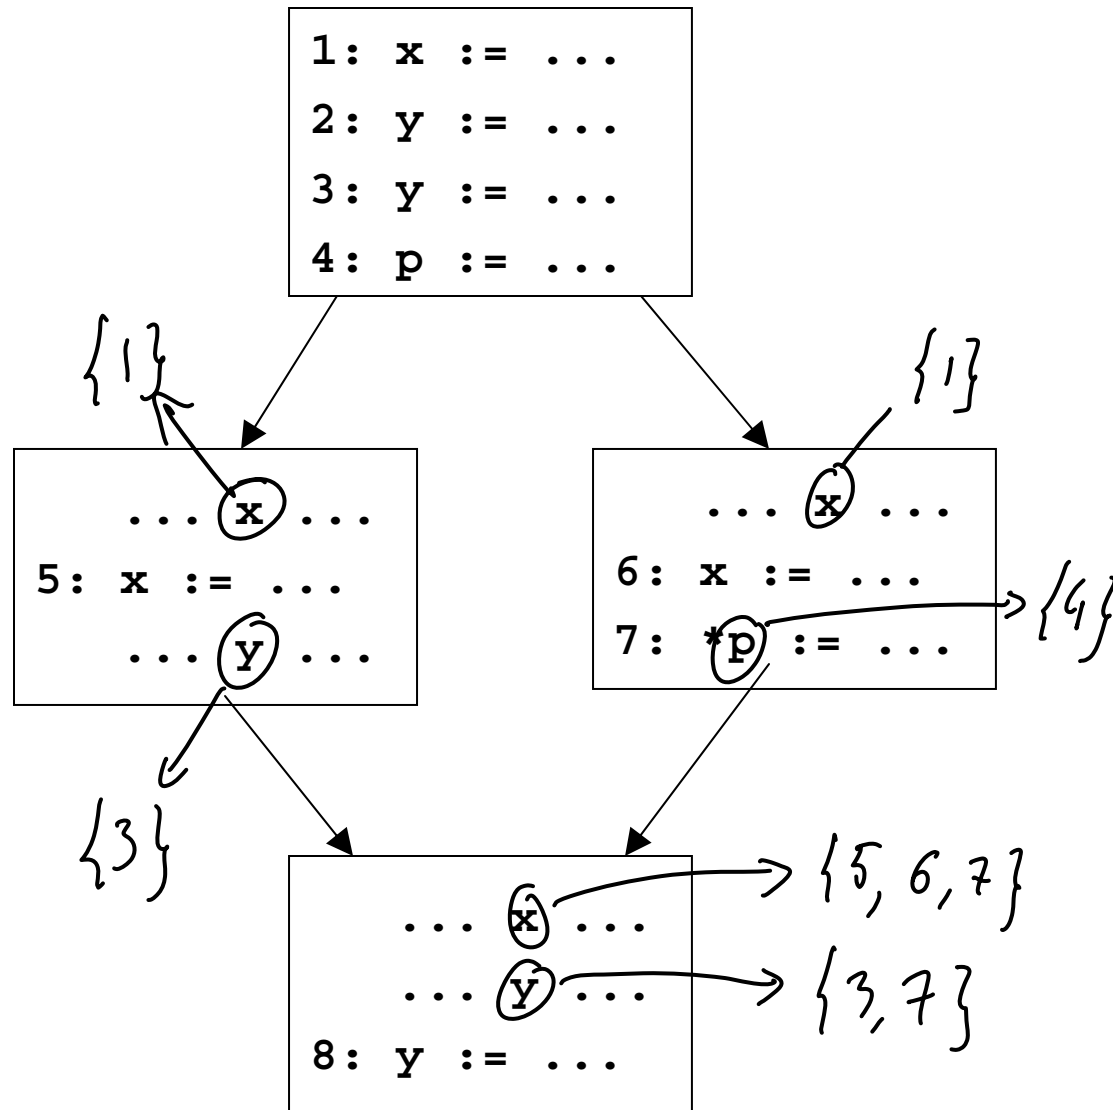 1: x := ...
2: y := ...
3: y := ...
4: p := ...
{1}
{1}
... x ...
5: x := ...
... y ...
... x ...
6: x := ...
7: *p := ...
{4}
{3}
... x ...
{5, 6, 7}
... y ...
{3, 7}
8: y := ...